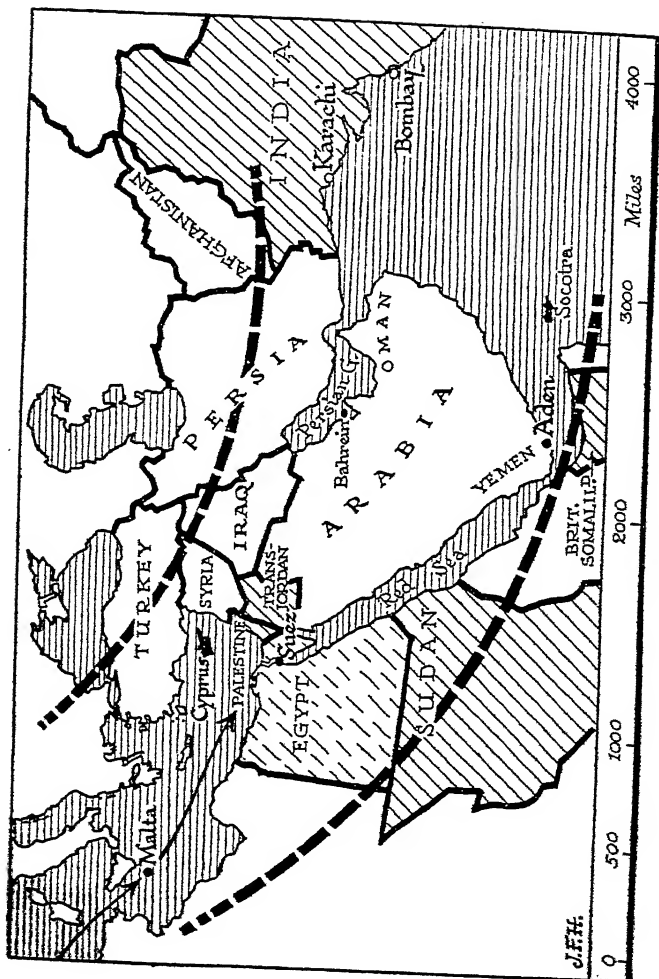 TURKEY
PERSIA
AFGHANISTAN
INDIA
Karachi
Bombay
Cyprus
SYRIA
IRAQ
PALESTINE
TRANS-
JORDAN
Suez
Malta
EGYPT
Persian G.
Bahrein
OMAN
ARABIA
Red Sea
YEMEN
Aden
Socotra
SUDAN
BRIT.
SOMALILD.
J.F.H.
0 500 1000 2000 3000 Miles 4000